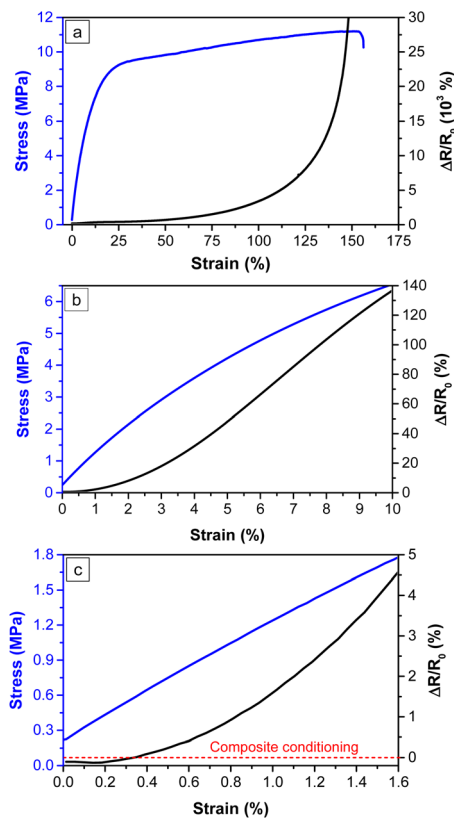 a
12
10
8
6
4
2
0
Stress (MPa)
30
25
20
15
10
5
0
ΔR/R0 (10³ %)
0 25 50 75 100 125 150 175
Strain (%)
b
6
5
4
3
2
1
0
Stress (MPa)
140
120
100
80
60
40
20
0
ΔR/R0 (%)
0 1 2 3 4 5 6 7 8 9 10
Strain (%)
c
1.8
1.5
1.2
0.9
0.6
0.3
0.0
Stress (MPa)
5
4
3
2
1
0
ΔR/R0 (%)
Composite conditioning
0.0 0.2 0.4 0.6 0.8 1.0 1.2 1.4 1.6
Strain (%)